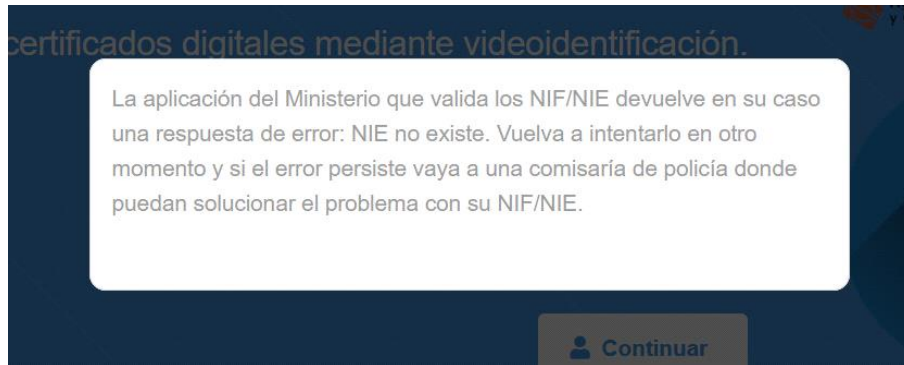 certificados digitales mediante videoidentificación.
La aplicación del Ministerio que valida los NIF/NIE devuelve en su caso
una respuesta de error: NIE no existe. Vuelva a intentarlo en otro
momento y si el error persiste vaya a una comisaría de policía donde
puedan solucionar el problema con su NIF/NIE.
Continuar